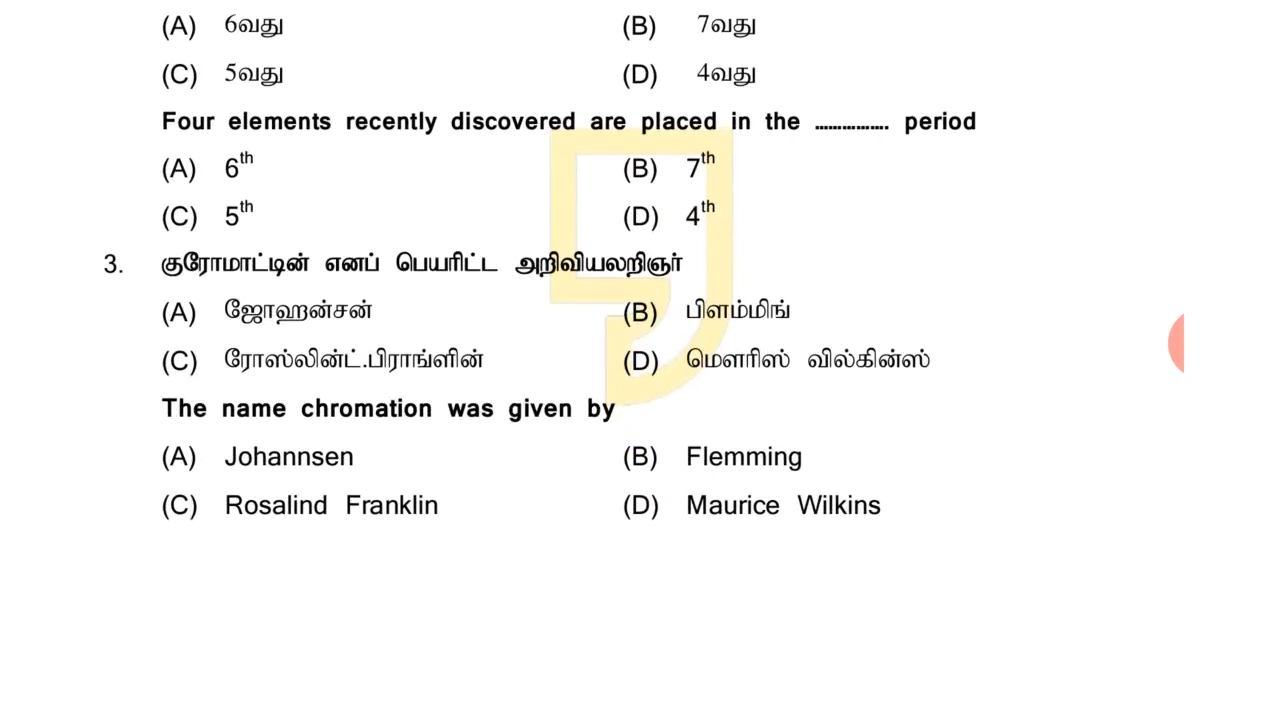 (A) 6வது (B) 7வது
(C) 5வது (D) 4வது
Four elements recently discovered are placed in the ................ period
(A) 6th (B) 7th
(C) 5th (D) 4th
3. குரோமாட்டின் எனப் பெயரிட்ட அறிவியலறிஞர்
(A) ஜோஹன்சன் (B) பிளம்மிங்
(C) ரோஸ்லின்ட்.பிராங்ளின் (D) மௌரிஸ் வில்கின்ஸ்
The name chromation was given by
(A) Johannsen (B) Flemming
(C) Rosalind Franklin (D) Maurice Wilkins